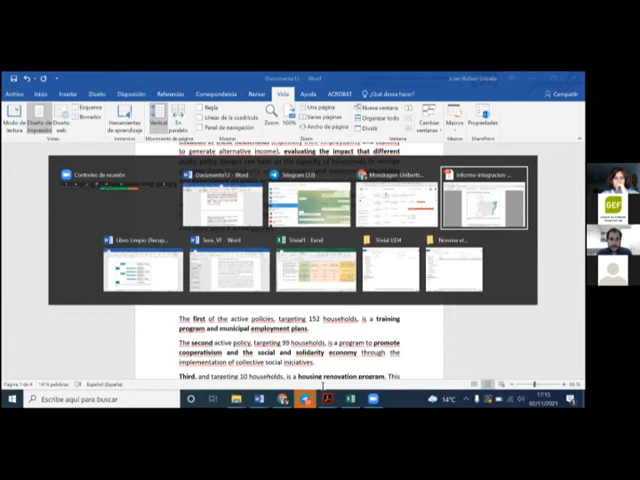 Documento12 - Word
Archivo Inicio Insertar Diseño Disposición Referencias Correspondencia Revisar Vista Ayuda ACROBAT ¿Qué desea hacer? Compartir
Modo de lectura
Diseño de impresión
Diseño web
Esquema
Borrador
Vistas
Herramientas de aprendizaje
Vertical
En paralelo
Movimiento de página
Regla
Líneas de la cuadrícula
Panel de navegación
Zoom
100%
Una página
Varias páginas
Ancho de página
Nueva ventana
Organizar todo
Dividir
Cambiar ventanas
Macros
Macros
Propiedades
SharePoint
to generate alternative income), evaluating the impact that different
Controles de reunión
Documento12 - Word
Telegram (33)
Informe-Integracion-...
Libro Limpio (Recup...
Tesis_VF - Word
Trivial1 - Excel
Trivial UD4
Nomina el...
The first of the active policies, targeting 152 households, is a training
program and municipal employment plans.
The second active policy, targeting 99 households, is a program to promote
cooperativism and the social and solidarity economy through the
implementation of collective social iniciatives.
Third, and targeting 10 households, is a housing renovation program. This
Página 1 de 4 1416 palabras Español (España)
Escribe aquí para buscar
14°C
17:15
02/11/2021
GEF